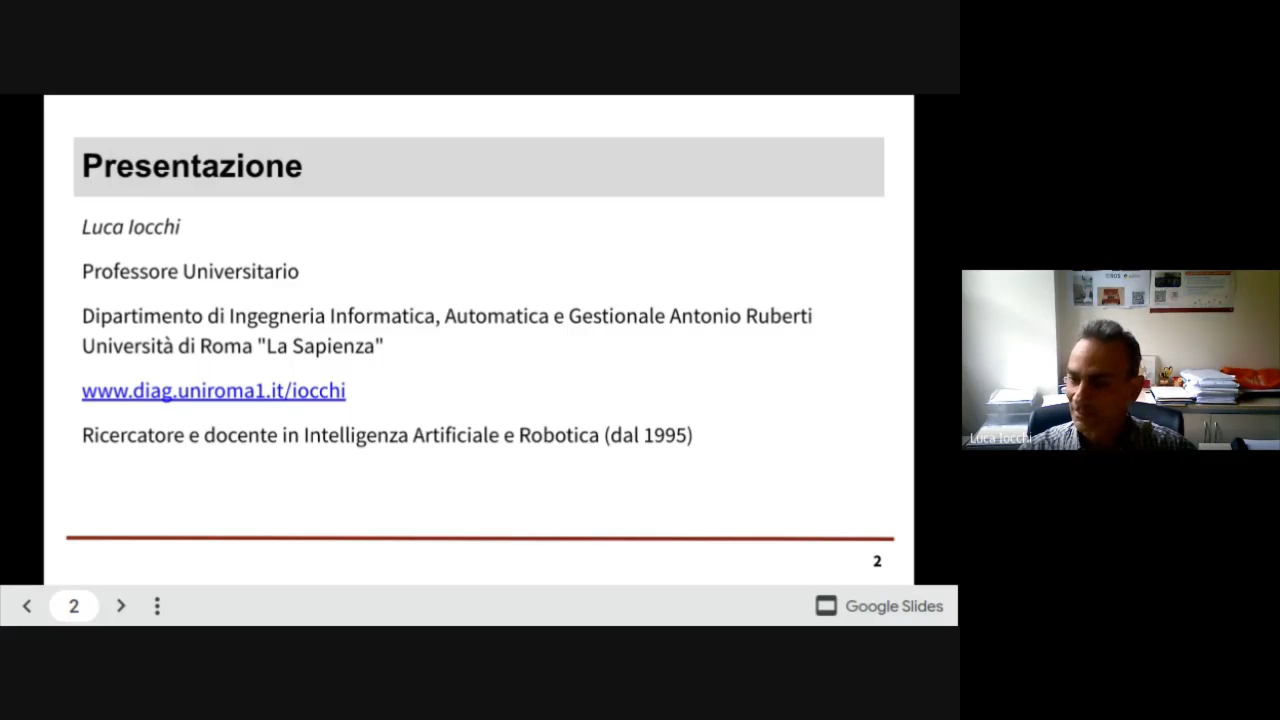 Presentazione
Luca Iocchi
Professore Universitario
Dipartimento di Ingegneria Informatica, Automatica e Gestionale Antonio Ruberti
Università di Roma "La Sapienza"
www.diag.uniroma1.it/iocchi
Ricercatore e docente in Intelligenza Artificiale e Robotica (dal 1995)
2
2
Google Slides
Luca Iocchi